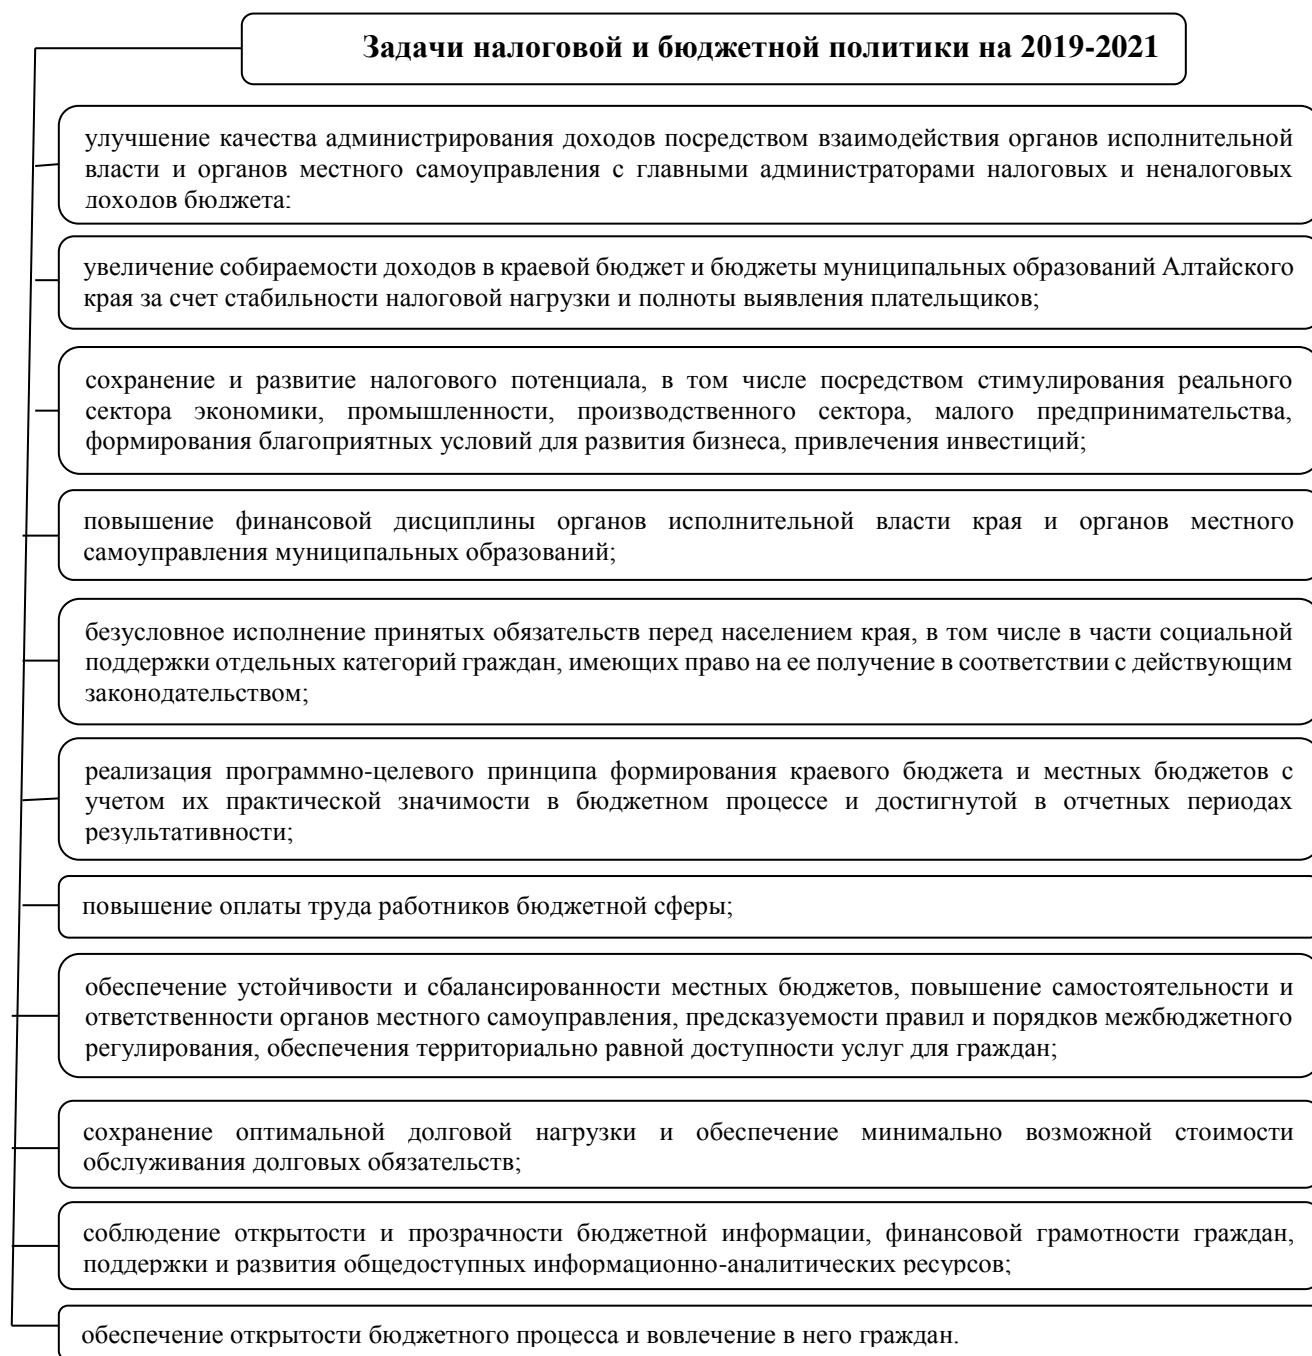 Задачи налоговой и бюджетной политики на 2019-2021
улучшение качества администрирования доходов посредством взаимодействия органов исполнительной
власти и органов местного самоуправления с главными администраторами налоговых и неналоговых
доходов бюджета;
увеличение собираемости доходов в краевой бюджет и бюджеты муниципальных образований Алтайского
края за счет стабильности налоговой нагрузки и полноты выявления плательщиков;
сохранение и развитие налогового потенциала, в том числе посредством стимулирования реального
сектора экономики, промышленности, производственного сектора, малого предпринимательства,
формирования благоприятных условий для развития бизнеса, привлечения инвестиций;
повышение финансовой дисциплины органов исполнительной власти края и органов местного
самоуправления муниципальных образований;
безусловное исполнение принятых обязательств перед населением края, в том числе в части социальной
поддержки отдельных категорий граждан, имеющих право на ее получение в соответствии с действующим
законодательством;
реализация программно-целевого принципа формирования краевого бюджета и местных бюджетов с
учетом их практической значимости в бюджетном процессе и достигнутой в отчетных периодах
результативности;
повышение оплаты труда работников бюджетной сферы;
обеспечение устойчивости и сбалансированности местных бюджетов, повышение самостоятельности и
ответственности органов местного самоуправления, предсказуемости правил и порядков межбюджетного
регулирования, обеспечения территориально равной доступности услуг для граждан;
сохранение оптимальной долговой нагрузки и обеспечение минимально возможной стоимости
обслуживания долговых обязательств;
соблюдение открытости и прозрачности бюджетной информации, финансовой грамотности граждан,
поддержки и развития общедоступных информационно-аналитических ресурсов;
обеспечение открытости бюджетного процесса и вовлечение в него граждан.